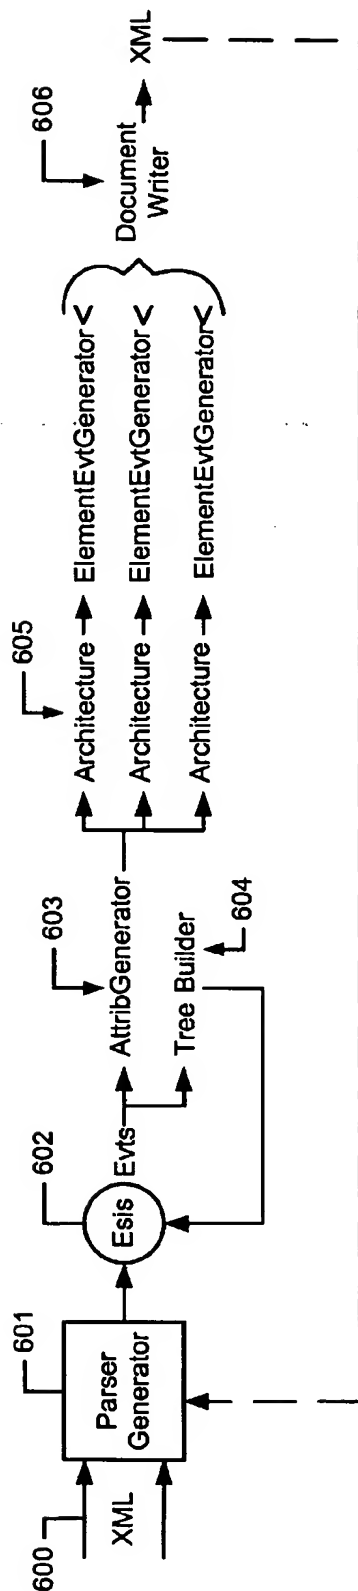 600
XML
601
Parser
Generator
602
Esis
Evts
603
AttribGenerator
Tree Builder
604
605
Architecture
ElementEvtGenerator
Architecture
ElementEvtGenerator
Architecture
ElementEvtGenerator
606
Document
Writer
XML